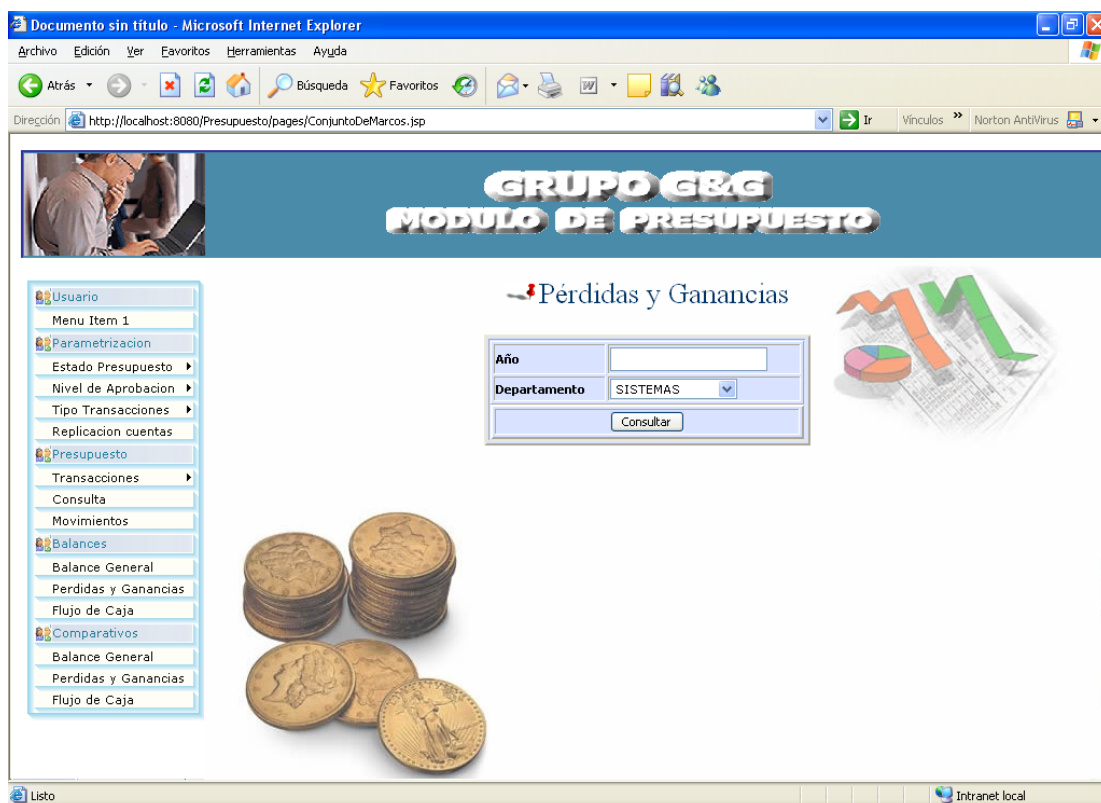 Documento sin título - Microsoft Internet Explorer
Archivo Edición Ver Favoritos Herramientas Ayuda
Atrás Búsqueda Favoritos
Dirección http://localhost:8080/Presupuesto/pages/ConjuntoDeMarcos.jsp Ir Vínculos » Norton AntiVirus
GRUPO G&G
MODULO DE PRESUPUESTO
Usuario
Menu Item 1
Parametrizacion
Estado Presupuesto
Nivel de Aprobacion
Tipo Transacciones
Replicacion cuentas
Presupuesto
Transacciones
Consulta
Movimientos
Balances
Balance General
Perdidas y Ganancias
Flujo de Caja
Comparativos
Balance General
Perdidas y Ganancias
Flujo de Caja
Pérdidas y Ganancias
Año
Departamento SISTEMAS
Consultar
Listo Intranet local